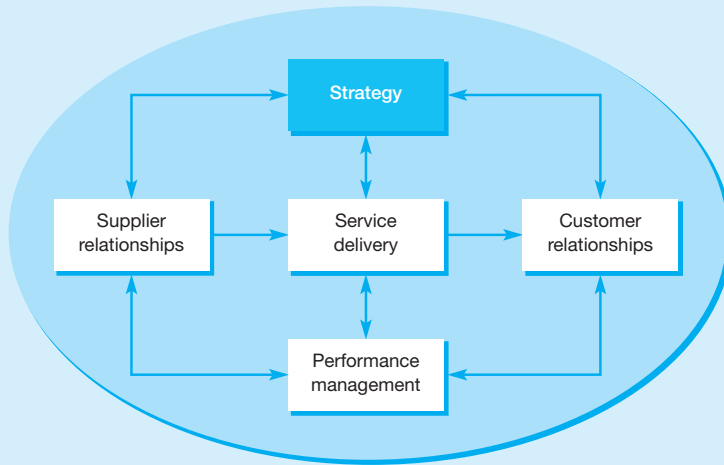 Strategy
Supplier
relationships
Service
delivery
Customer
relationships
Performance
management